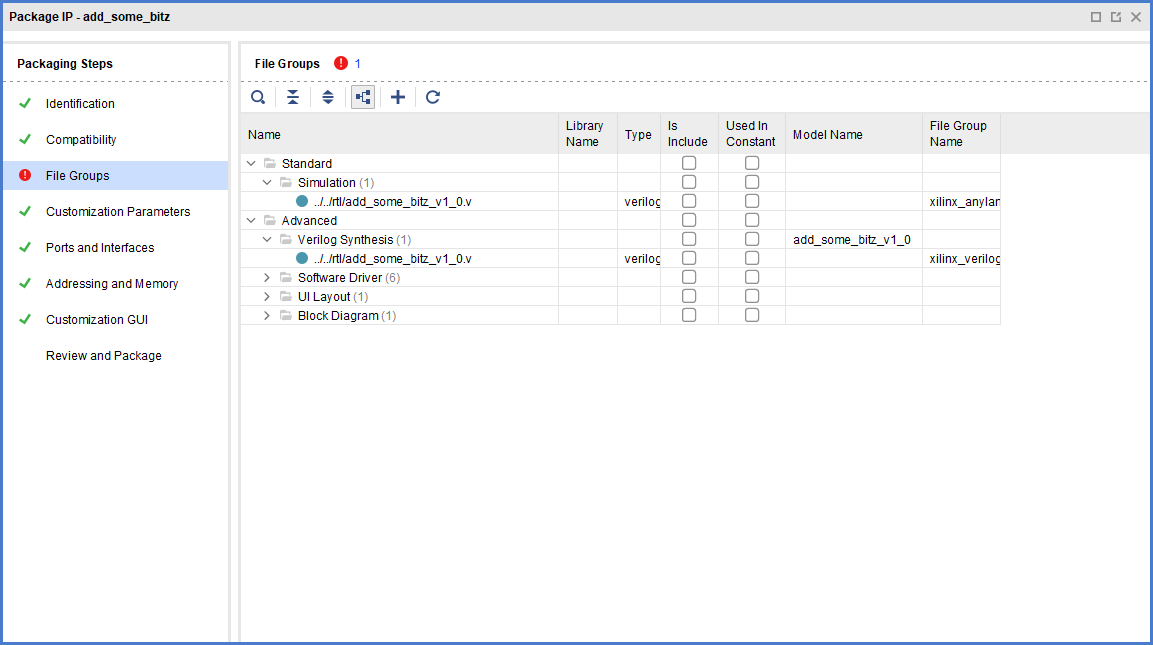 Package IP - add_some_bitz
Packaging Steps
Identification
Compatibility
File Groups
Customization Parameters
Ports and Interfaces
Addressing and Memory
Customization GUI
Review and Package
File Groups 1
Name Library Name Type Is Include Used In Constant Model Name File Group Name
Standard
Simulation (1)
../../rtl/add_some_bitz_v1_0.v verilog xilinx_anylan
Advanced
Verilog Synthesis (1) add_some_bitz_v1_0
../../rtl/add_some_bitz_v1_0.v verilog xilinx_verilog
Software Driver (6)
UI Layout (1)
Block Diagram (1)